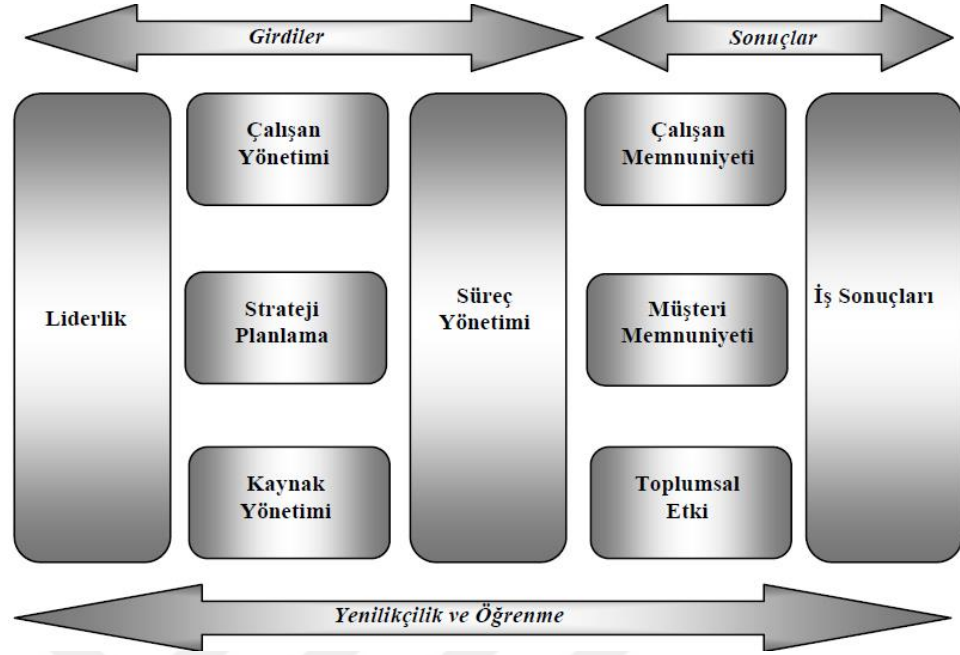 Girdiler
Sonuçlar
Liderlik
Çalışan
Yönetimi
Strateji
Planlama
Kaynak
Yönetimi
Süreç
Yönetimi
Çalışan
Memnuniyeti
Müşteri
Memnuniyeti
Toplumsal
Etki
İş Sonuçları
Yenilikçilik ve Öğrenme